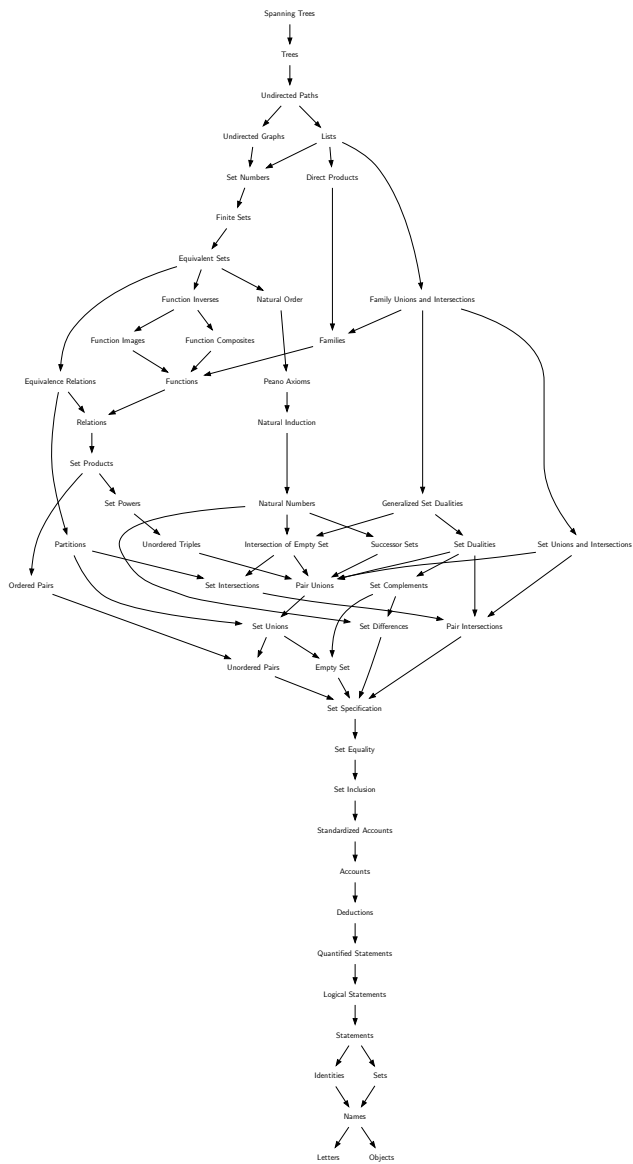 Spanning Trees
Trees
Undirected Paths
Undirected Graphs
Lists
Set Numbers
Direct Products
Finite Sets
Equivalent Sets
Function Inverses
Natural Order
Family Unions and Intersections
Function Images
Function Composites
Families
Equivalence Relations
Functions
Peano Axioms
Relations
Natural Induction
Set Products
Set Powers
Natural Numbers
Generalized Set Dualities
Partitions
Unordered Triples
Intersection of Empty Set
Successor Sets
Set Dualities
Set Unions and Intersections
Ordered Pairs
Set Intersections
Pair Unions
Set Complements
Set Unions
Set Differences
Pair Intersections
Unordered Pairs
Empty Set
Set Specification
Set Equality
Set Inclusion
Standardized Accounts
Accounts
Deductions
Quantified Statements
Logical Statements
Statements
Identities
Sets
Names
Letters
Objects